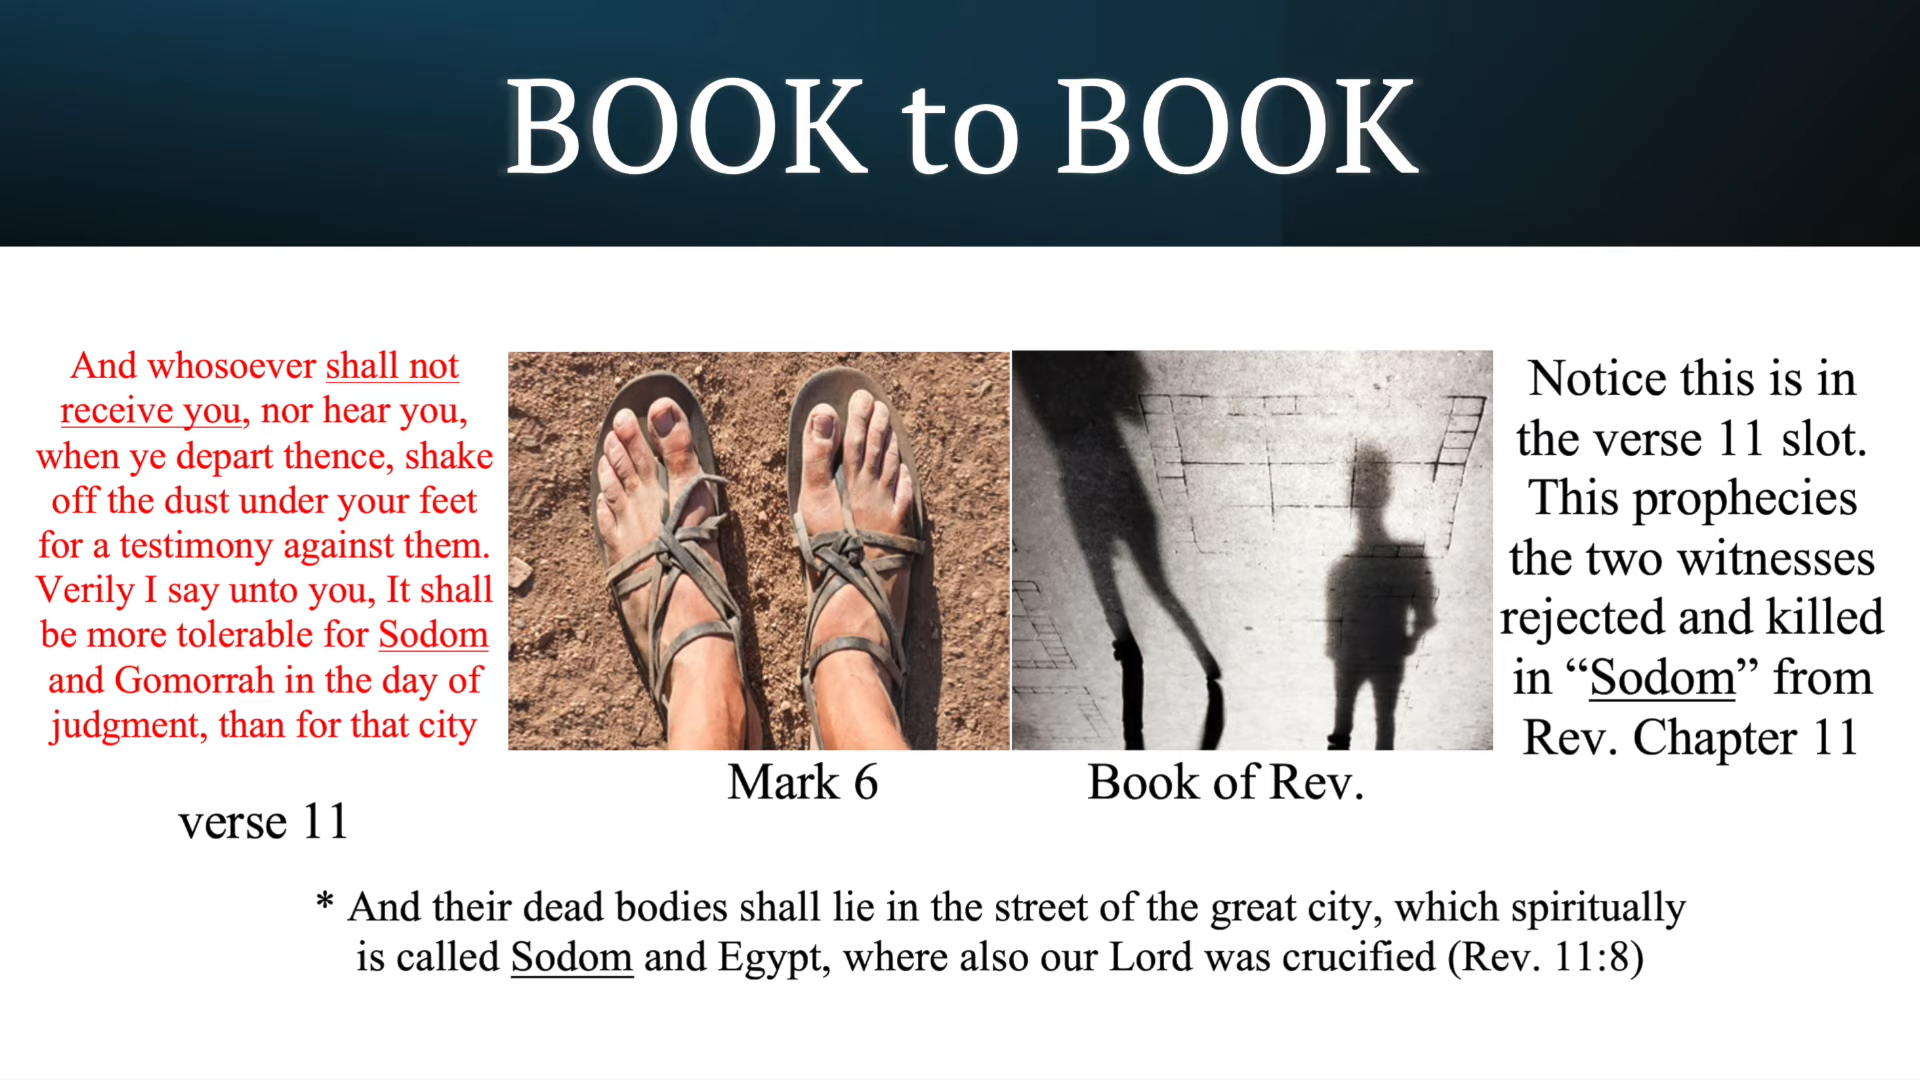 BOOK to BOOK
And whosoever shall not
receive you, nor hear you,
when ye depart thence, shake
off the dust under your feet
for a testimony against them.
Verily I say unto you, It shall
be more tolerable for Sodom
and Gomorrah in the day of
judgment, than for that city
verse 11
Mark 6
Book of Rev.
Notice this is in
the verse 11 slot.
This prophecies
the two witnesses
rejected and killed
in “Sodom” from
Rev. Chapter 11
* And their dead bodies shall lie in the street of the great city, which spiritually
is called Sodom and Egypt, where also our Lord was crucified (Rev. 11:8)